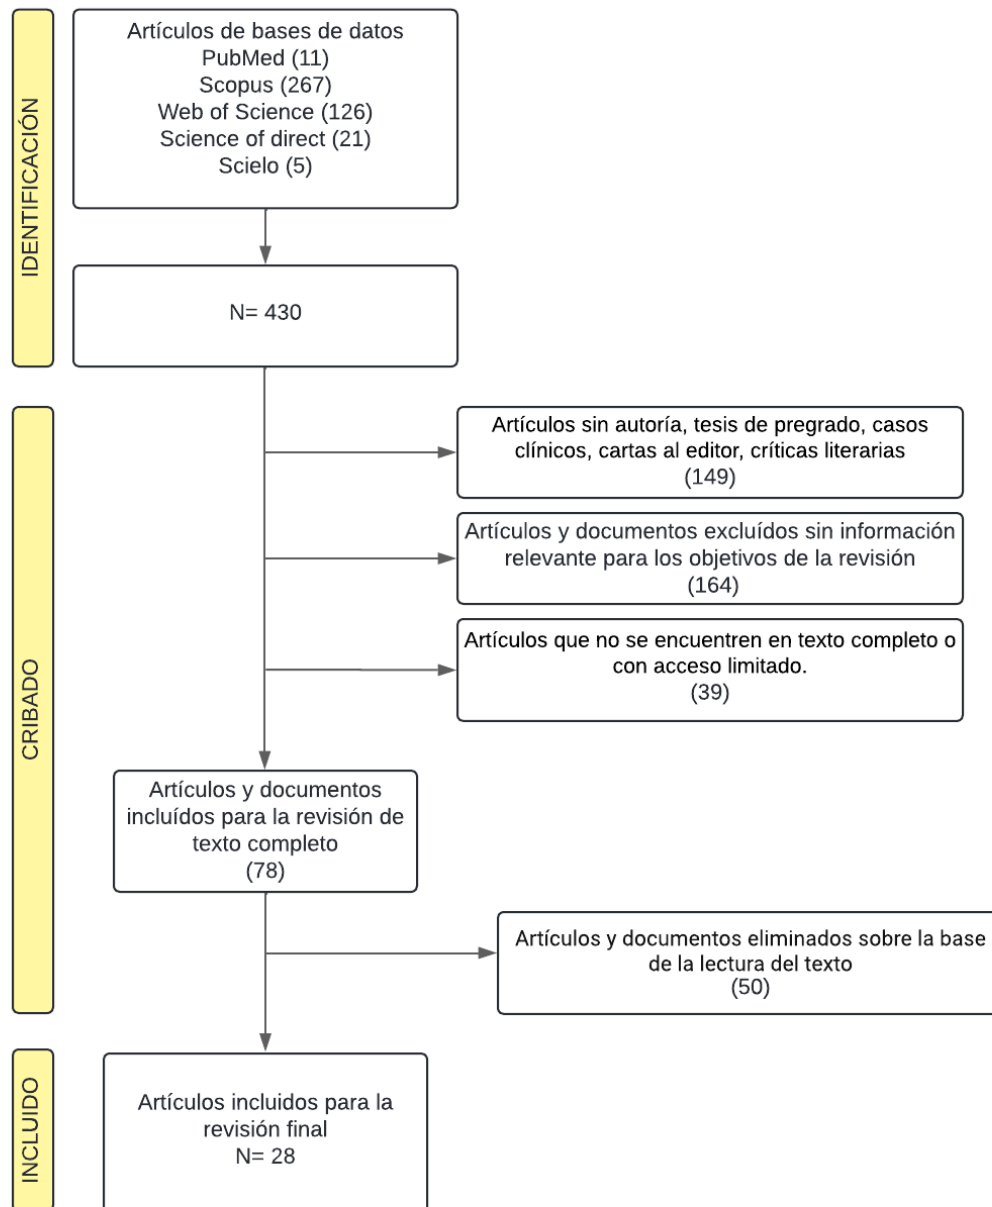 IDENTIFICACIÓN
Artículos de bases de datos
PubMed (11)
Scopus (267)
Web of Science (126)
Science of direct (21)
Scielo (5)
N= 430
CRIBADO
Artículos sin autoría, tesis de pregrado, casos
clínicos, cartas al editor, críticas literarias
(149)
Artículos y documentos excluídos sin información
relevante para los objetivos de la revisión
(164)
Artículos que no se encuentren en texto completo o
con acceso limitado.
(39)
Artículos y documentos
incluídos para la revisión de
texto completo
(78)
Artículos y documentos eliminados sobre la base
de la lectura del texto
(50)
INCLUIDO
Artículos incluidos para la
revisión final
N= 28